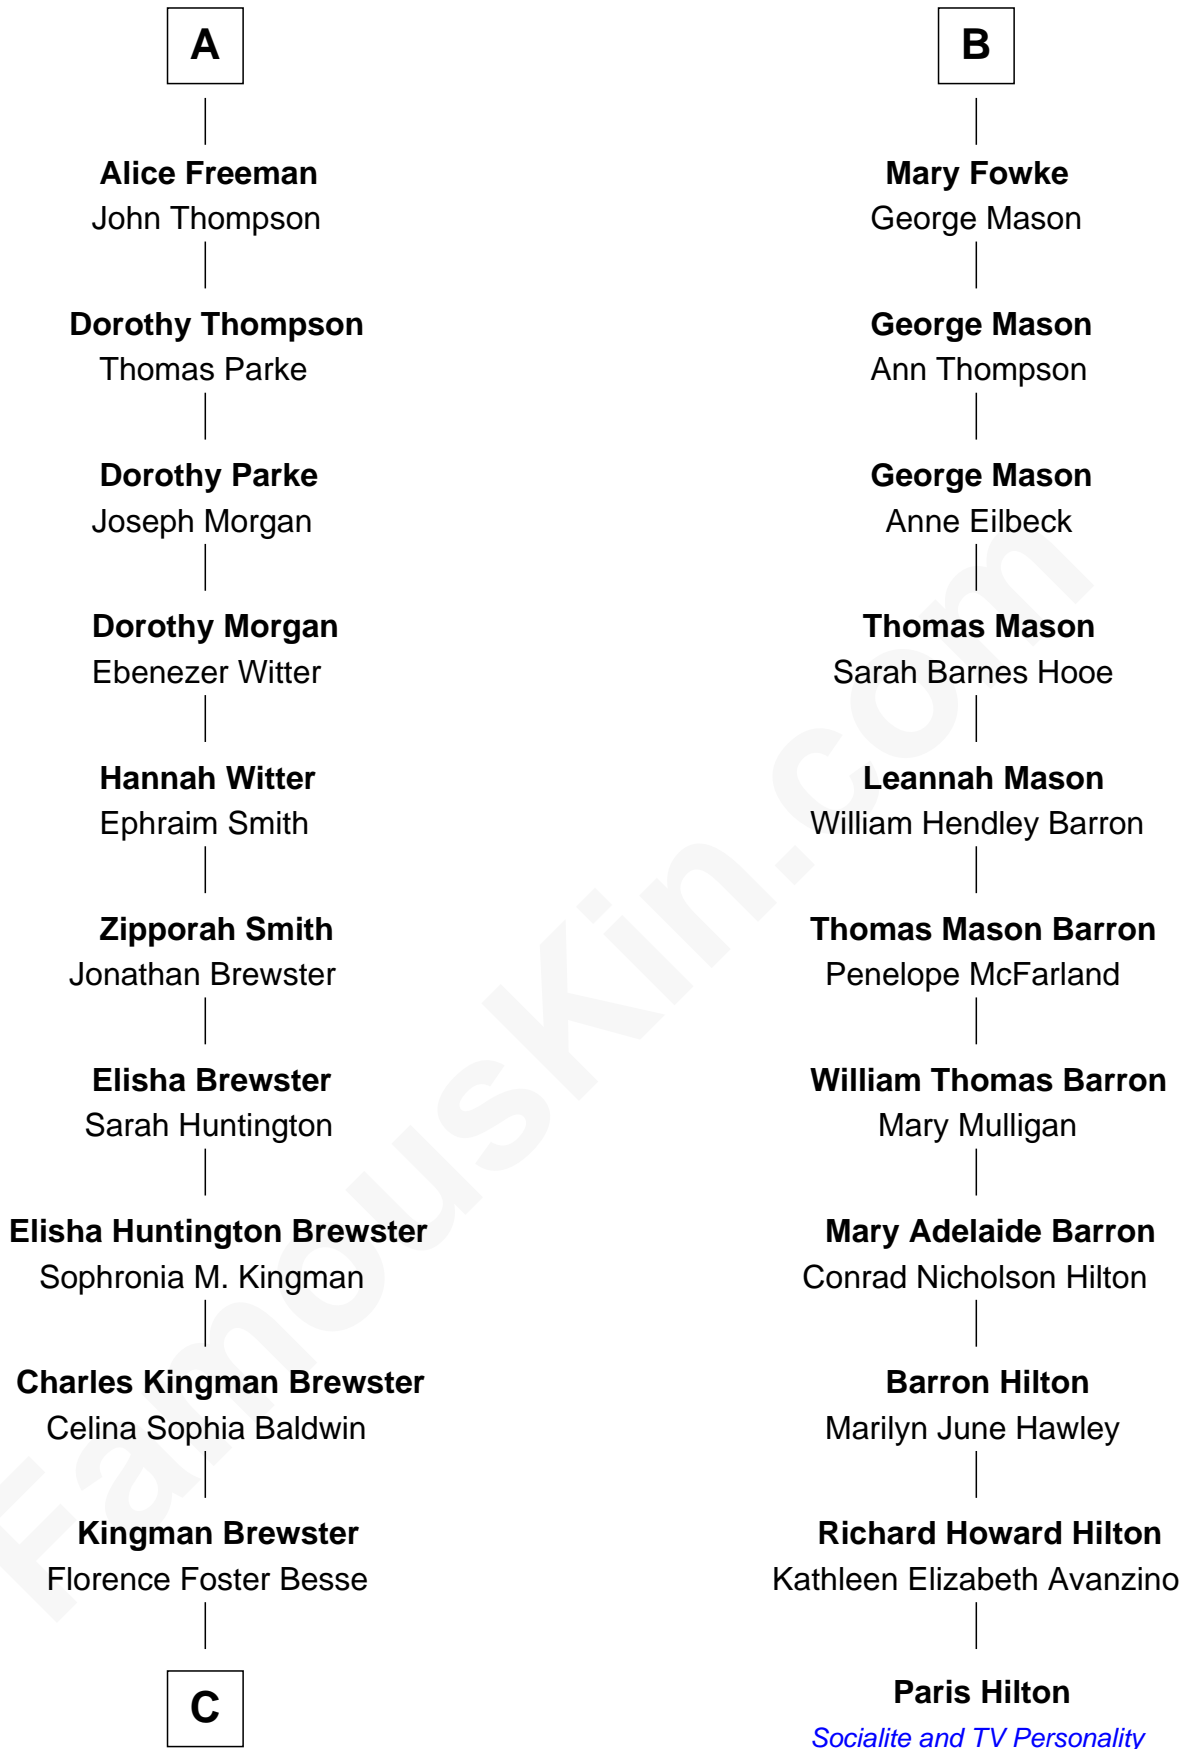 A
Alice Freeman
John Thompson
Dorothy Thompson
Thomas Parke
Dorothy Parke
Joseph Morgan
Dorothy Morgan
Ebenezer Witter
Hannah Witter
Ephraim Smith
Zipporah Smith
Jonathan Brewster
Elisha Brewster
Sarah Huntington
Elisha Huntington Brewster
Sophronia M. Kingman
Charles Kingman Brewster
Celina Sophia Baldwin
Kingman Brewster
Florence Foster Besse
C
B
Mary Fowke
George Mason
George Mason
Ann Thompson
George Mason
Anne Eilbeck
Thomas Mason
Sarah Barnes Hooe
Leannah Mason
William Hendley Barron
Thomas Mason Barron
Penelope McFarland
William Thomas Barron
Mary Mulligan
Mary Adelaide Barron
Conrad Nicholson Hilton
Barron Hilton
Marilyn June Hawley
Richard Howard Hilton
Kathleen Elizabeth Avanzino
Paris Hilton
Socialite and TV Personality
FamousKin.com